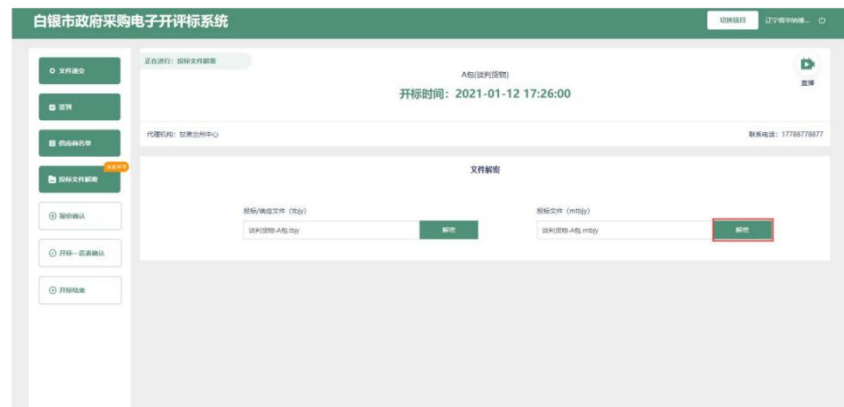 白银市政府采购电子开评标系统
切换项目
文件递交
签到
供应商名单
投标文件解密
报价确认
开标一览表确认
开标结束
正在进行：投标文件解密
A包(谈判货物)
开标时间：2021-01-12 17:26:00
直播
代理机构：甘肃兰州中心
联系电话：17788778877
文件解密
投标/响应文件（tbjy）
投标文件（mtbjy）
谈判货物-A包.tbjy
解密
谈判货物-A包.mtbjy
解密